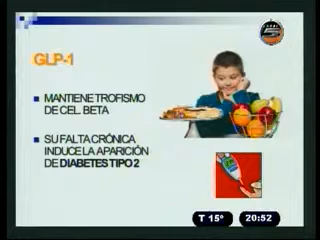 GLP-1
MANTIENE TROFISMO
DE CEL. BETA
SU FALTA CRÓNICA
INDUCE LA APARICIÓN
DE DIABETES TIPO 2
T 15º
20:52